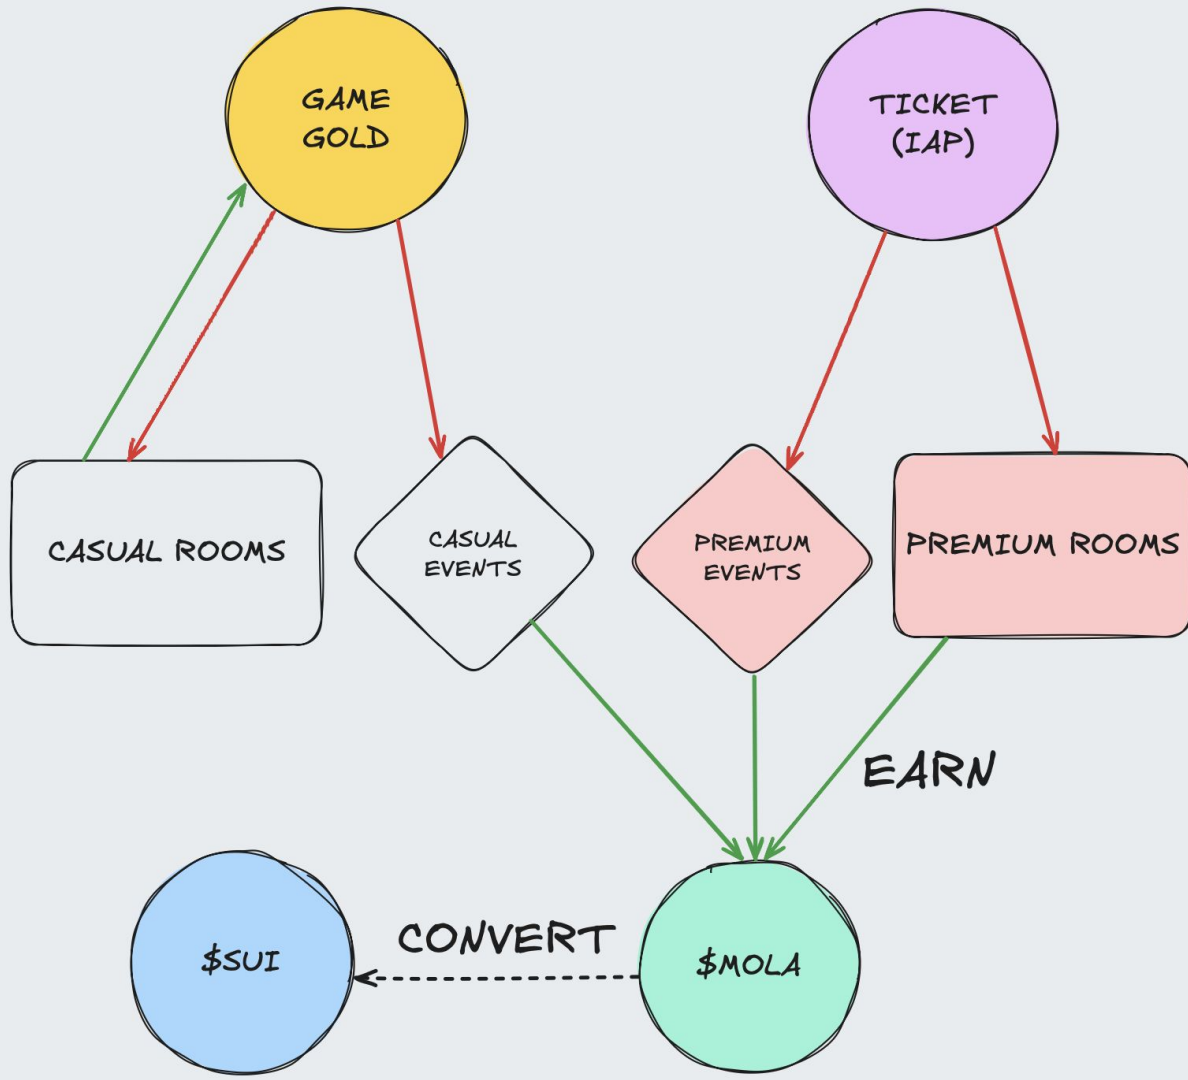 GAME
GOLD
TICKET
(IAP)
CASUAL ROOMS
CASUAL
EVENTS
PREMIUM
EVENTS
PREMIUM ROOMS
EARN
CONVERT
$SUI
$MOLA